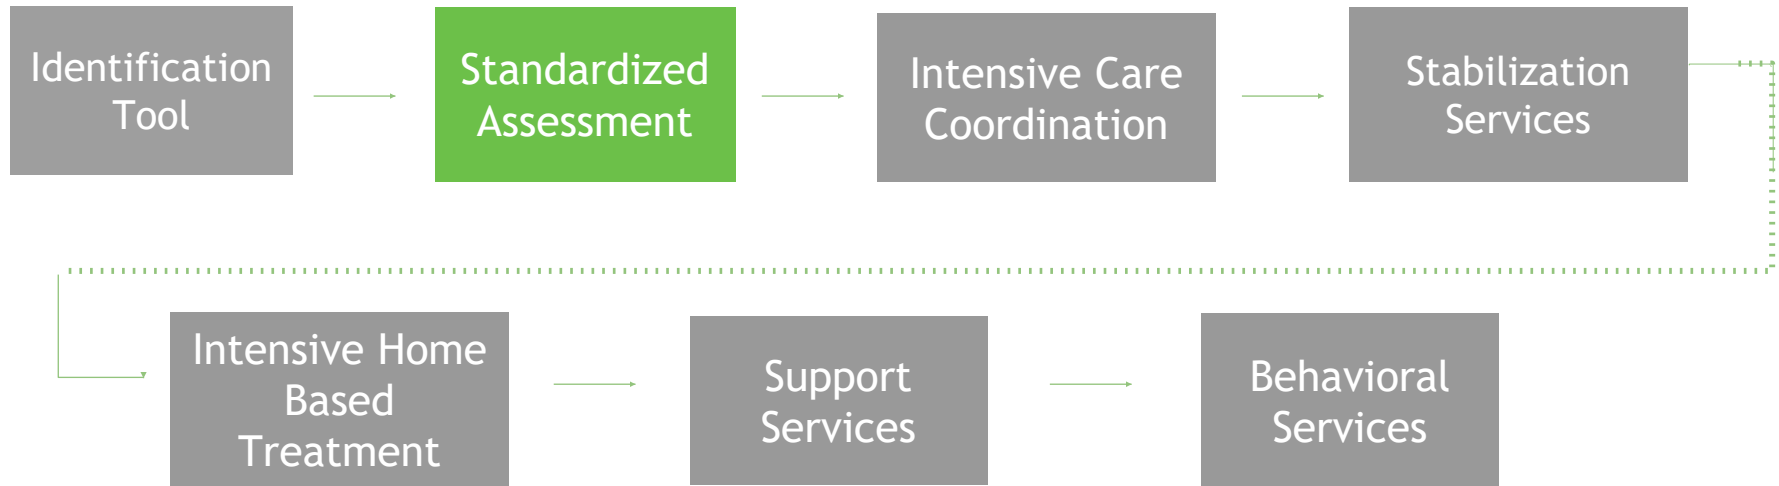 Identification
Tool
Standardized
Assessment
Intensive Care
Coordination
Stabilization
Services
Intensive Home
Based
Treatment
Support
Services
Behavioral
Services